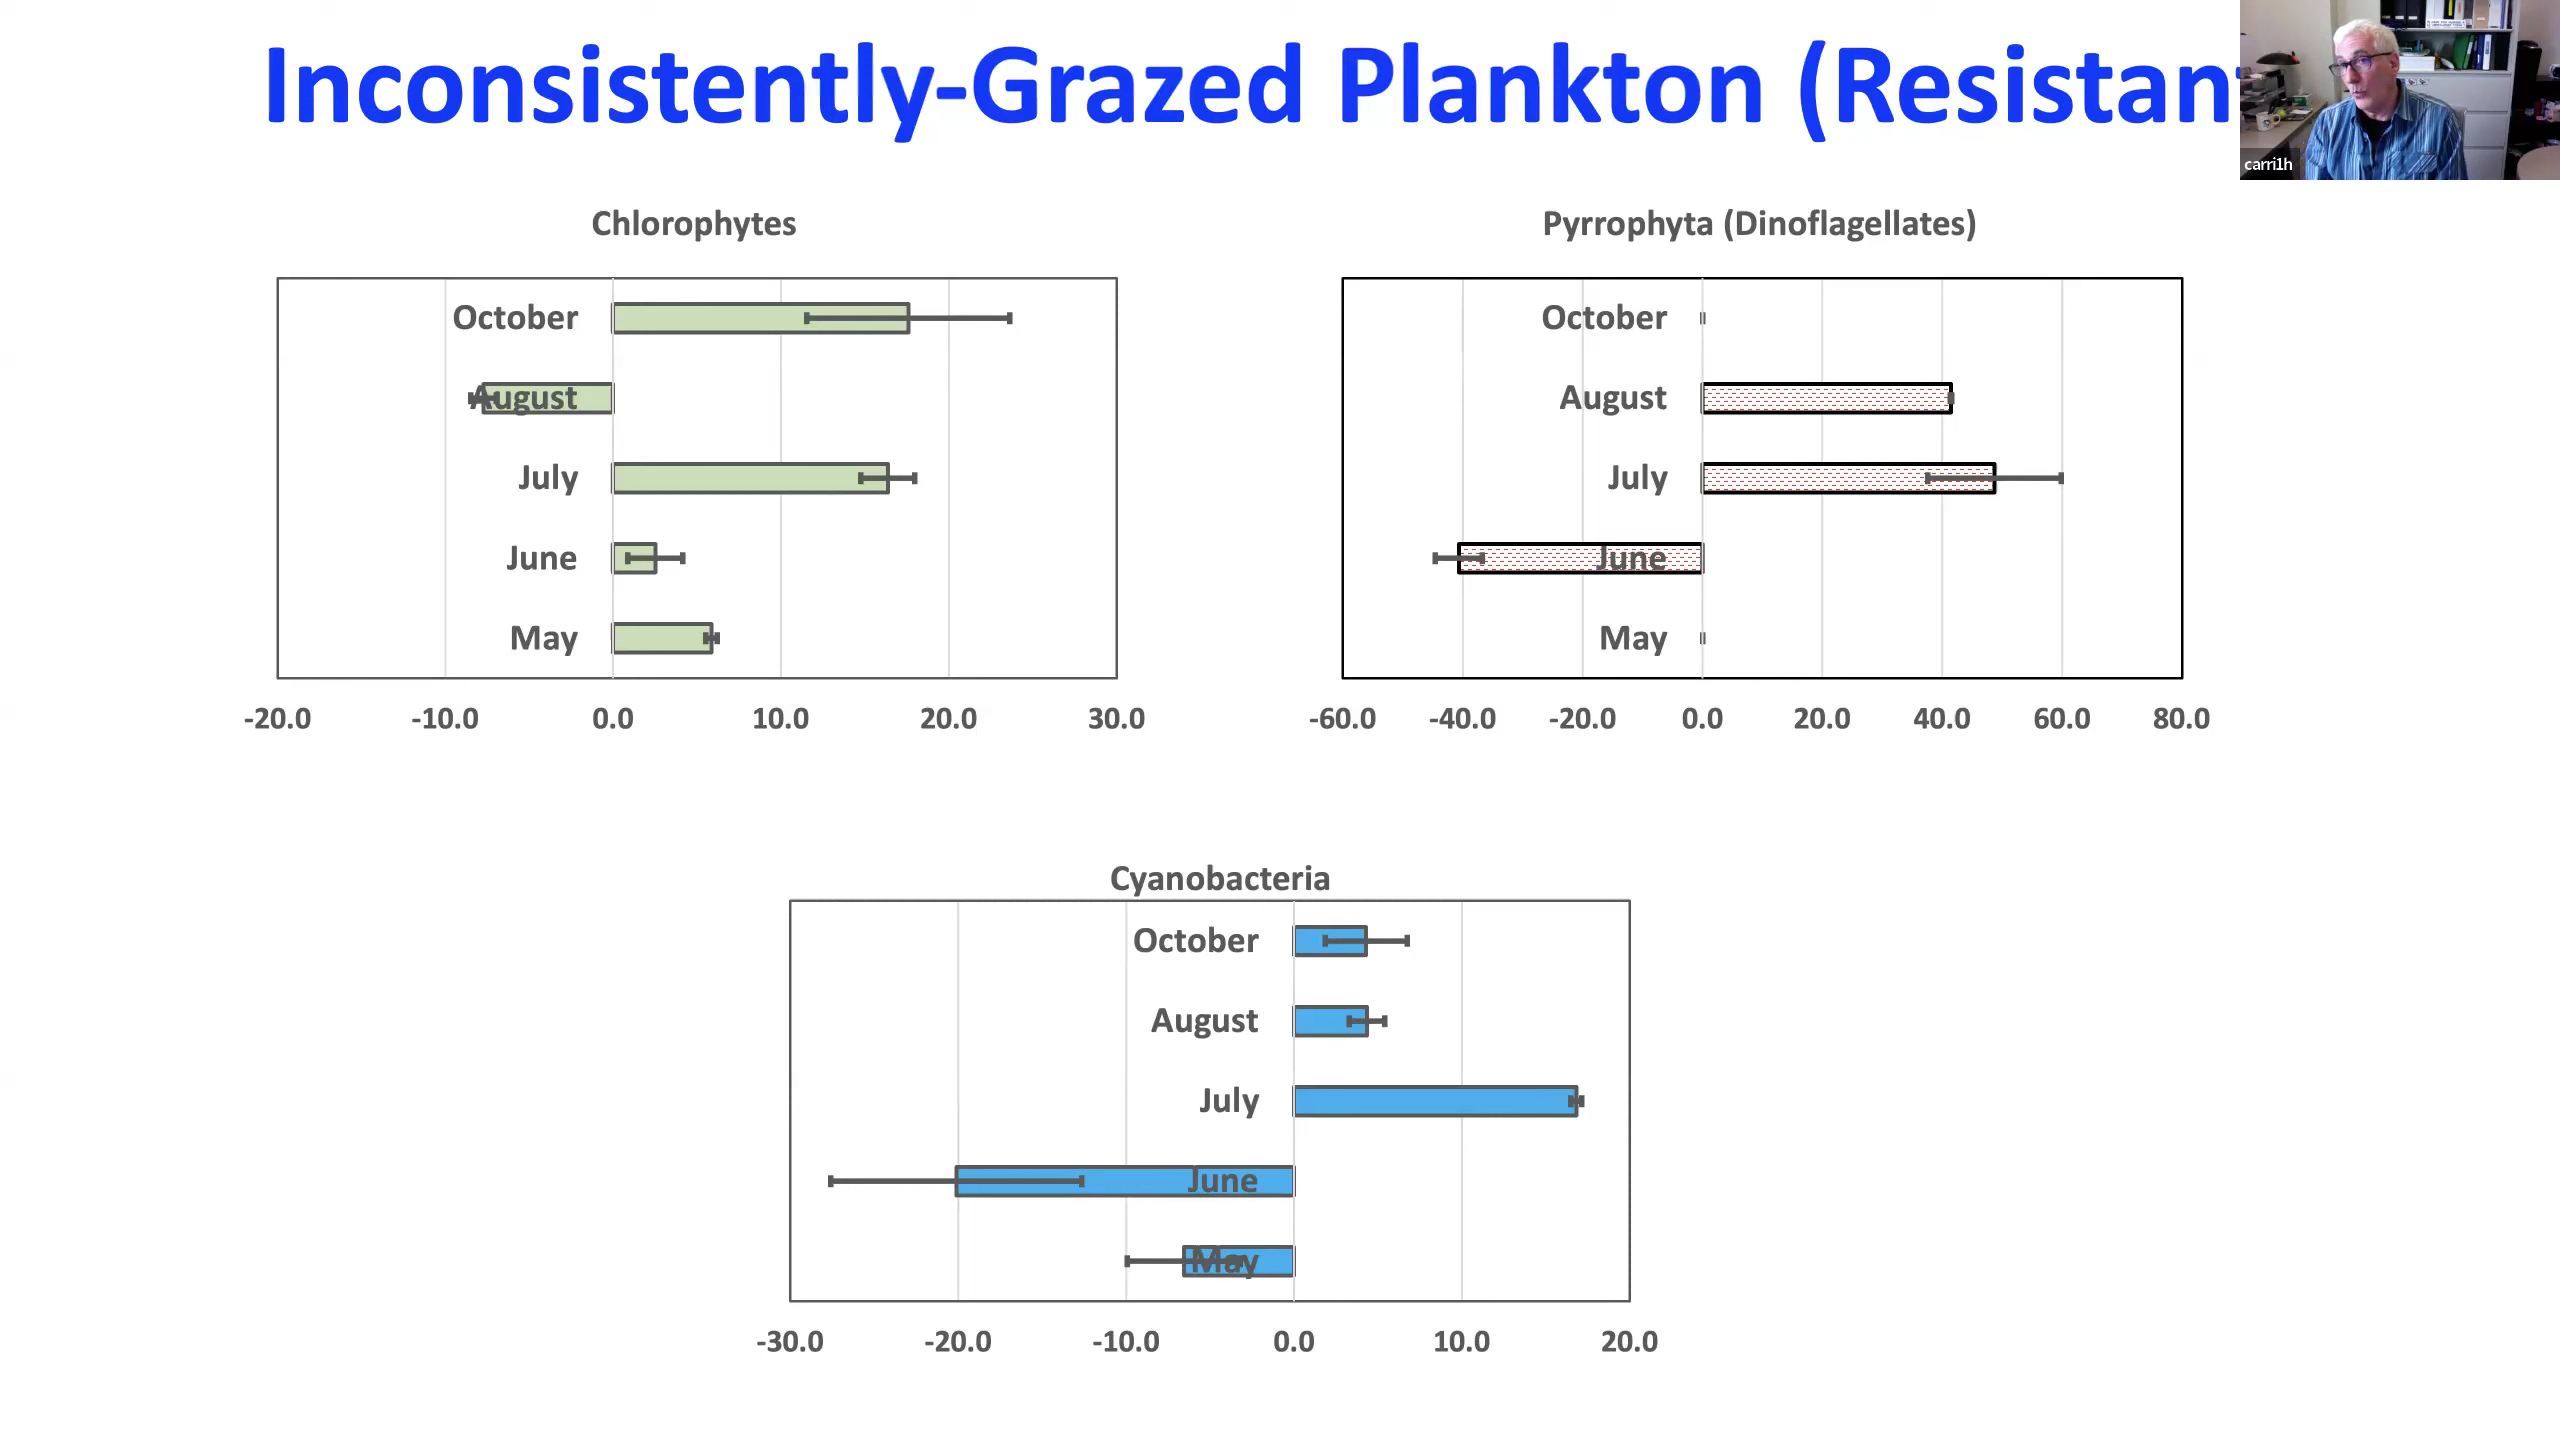 Inconsistently-Grazed Plankton (Resistan
carri1h
Chlorophytes
October
August
July
June
May
-20.0 -10.0 0.0 10.0 20.0 30.0
Pyrrophyta (Dinoflagellates)
October
August
July
June
May
-60.0 -40.0 -20.0 0.0 20.0 40.0 60.0 80.0
Cyanobacteria
October
August
July
June
May
-30.0 -20.0 -10.0 0.0 10.0 20.0